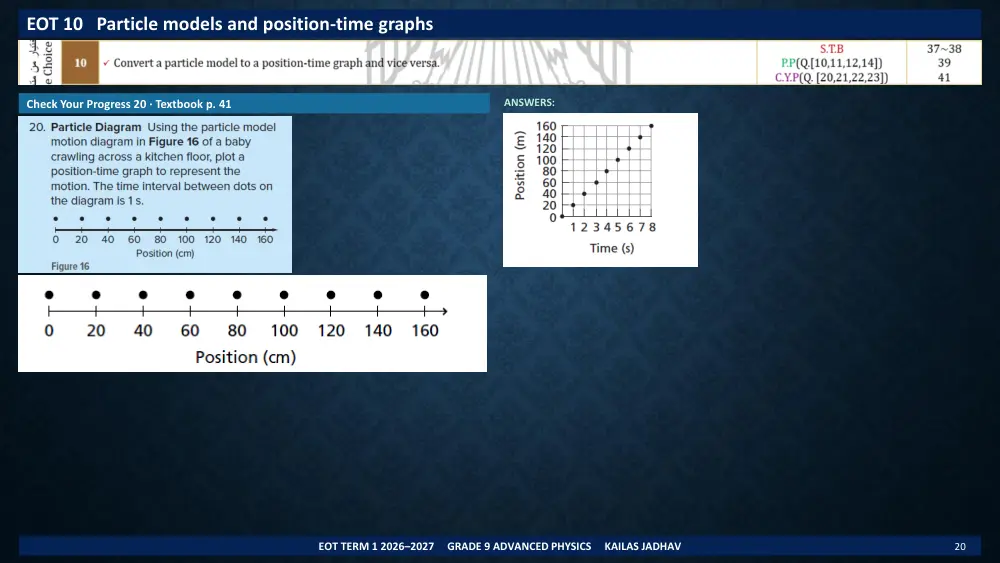 EOT 10 Particle models and position-time graphs
e Choice
10
✓ Convert a particle model to a position-time graph and vice versa.
S.T.B
37~38
P.P(Q.[10,11,12,14])
39
C.Y.P(Q. [20,21,22,23])
41
Check Your Progress 20 · Textbook p. 41
20. Particle Diagram Using the particle model
motion diagram in Figure 16 of a baby
crawling across a kitchen floor, plot a
position-time graph to represent the
motion. The time interval between dots on
the diagram is 1 s.
0 20 40 60 80 100 120 140 160
Position (cm)
Figure 16
0 20 40 60 80 100 120 140 160
Position (cm)
ANSWERS:
Position (m)
160
140
120
100
80
60
40
20
0
1 2 3 4 5 6 7 8
Time (s)
EOT TERM 1 2026–2027 GRADE 9 ADVANCED PHYSICS KAILAS JADHAV
20